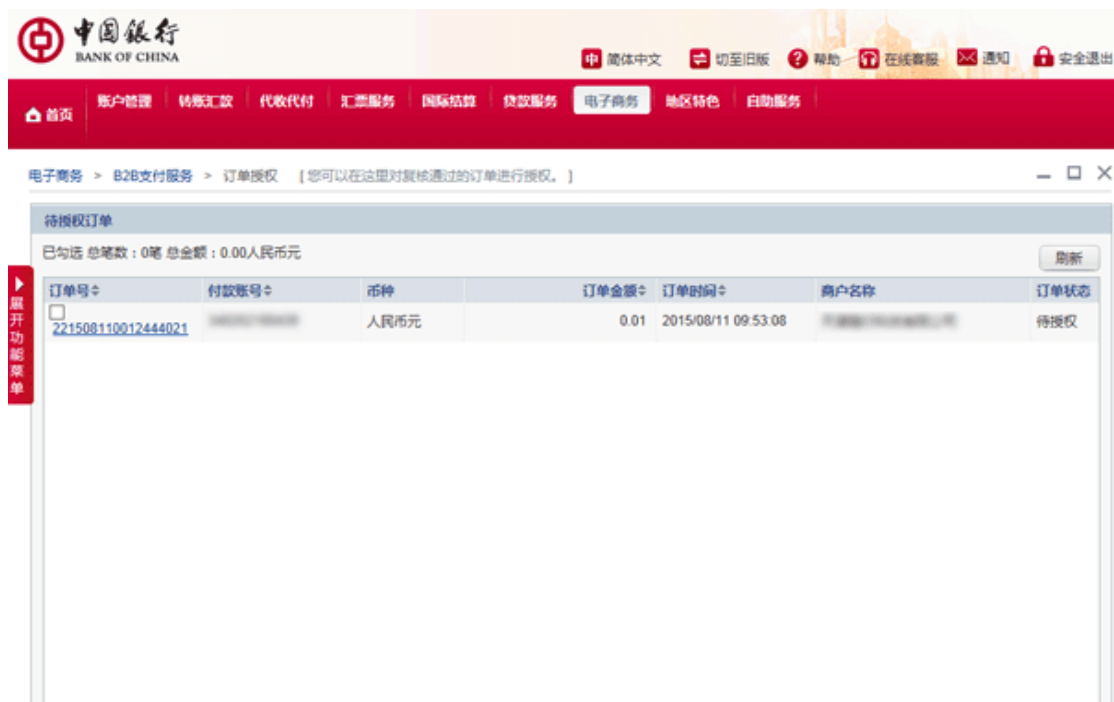 中国银行
BANK OF CHINA
中 简体中文 切至旧版 ? 帮助 在线客服 通知 安全退出
首页 账户管理 转账汇款 代收代付 汇票服务 国际结算 贷款服务 电子商务 地区特色 自助服务
电子商务 > B2B支付服务 > 订单授权 [ 您可以在这里对复核通过的订单进行授权。 ]
待授权订单
已勾选 总笔数：0笔 总金额：0.00人民币元
刷新
展开功能菜单
订单号 付款账号 币种 订单金额 订单时间 商户名称 订单状态
221508110012444021 人民币元 0.01 2015/08/11 09:53:08 待授权